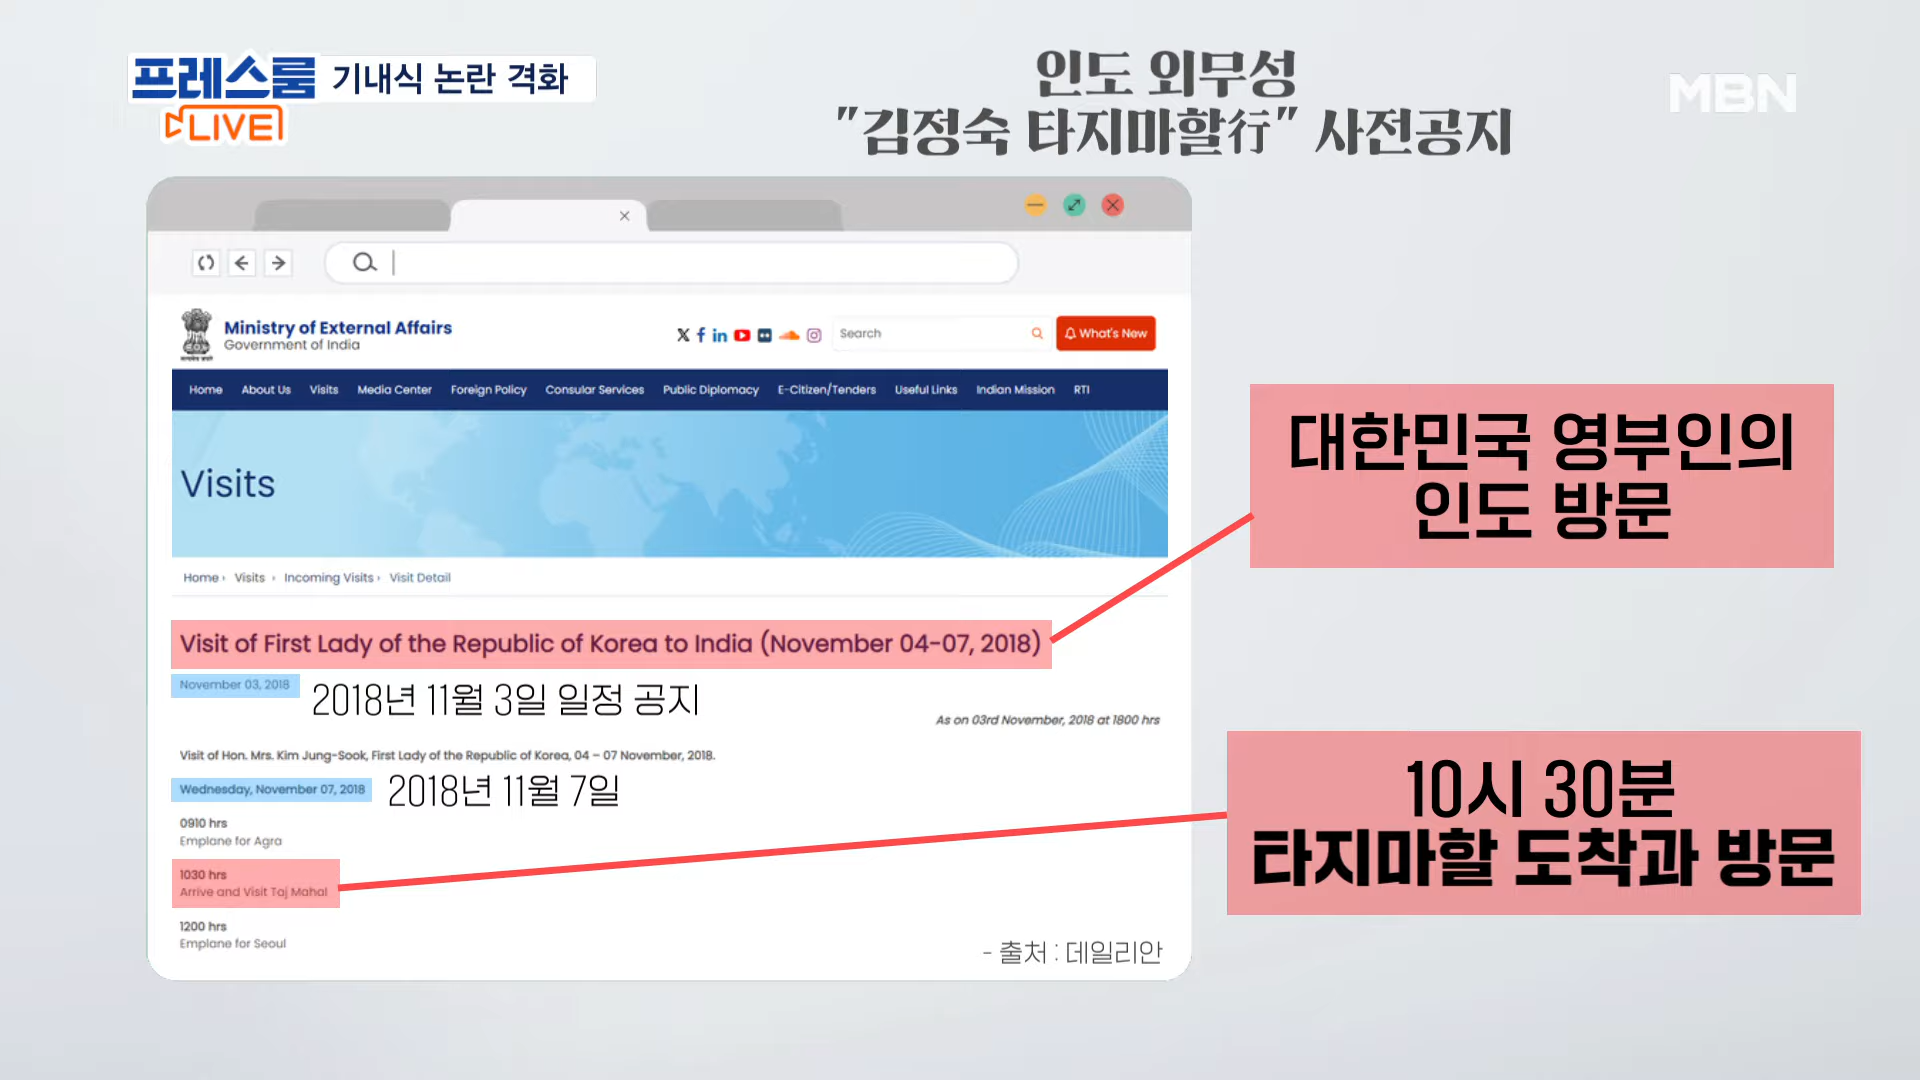 프레스룸
LIVE
기내식 논란 격화
인도 외무성
"김정숙 타지마할行" 사전공지
MBN
Ministry of External Affairs
Government of India
Search
What's New
Home About Us Visits Media Center Foreign Policy Consular Services Public Diplomacy E-Citizen/Tenders Useful Links Indian Mission RTI
Visits
Home › Visits › Incoming Visits › Visit Detail
Visit of First Lady of the Republic of Korea to India (November 04-07, 2018)
대한민국 영부인의
인도 방문
November 03, 2018
2018년 11월 3일 일정 공지
As on 03rd November, 2018 at 1800 hrs
Visit of Hon. Mrs. Kim Jung-Sook, First Lady of the Republic of Korea, 04 – 07 November, 2018.
Wednesday, November 07, 2018
2018년 11월 7일
0910 hrs
Emplane for Agra
1030 hrs
Arrive and Visit Taj Mahal
10시 30분
타지마할 도착과 방문
1200 hrs
Emplane for Seoul
- 출처 : 데일리안